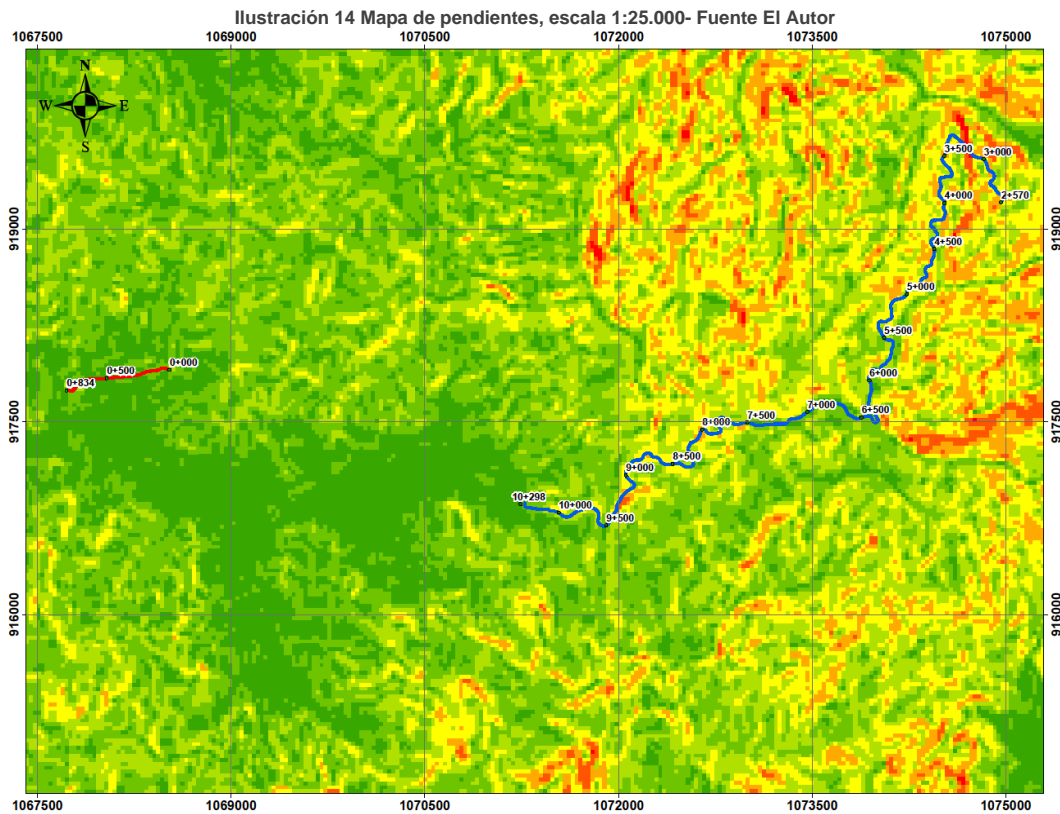 Ilustración 14 Mapa de pendientes, escala 1:25.000- Fuente El Autor
1067500 1069000 1070500 1072000 1073500 1075000
N
W E
S
3+500 3+000
4+000 2+570
919000 919000
4+500
5+000
5+500
0+000
0+500
0+834
6+000
7+000
8+000 7+500 6+500
917500 917500
8+500
9+000
10+298
10+000
9+500
916000 916000
1067500 1069000 1070500 1072000 1073500 1075000